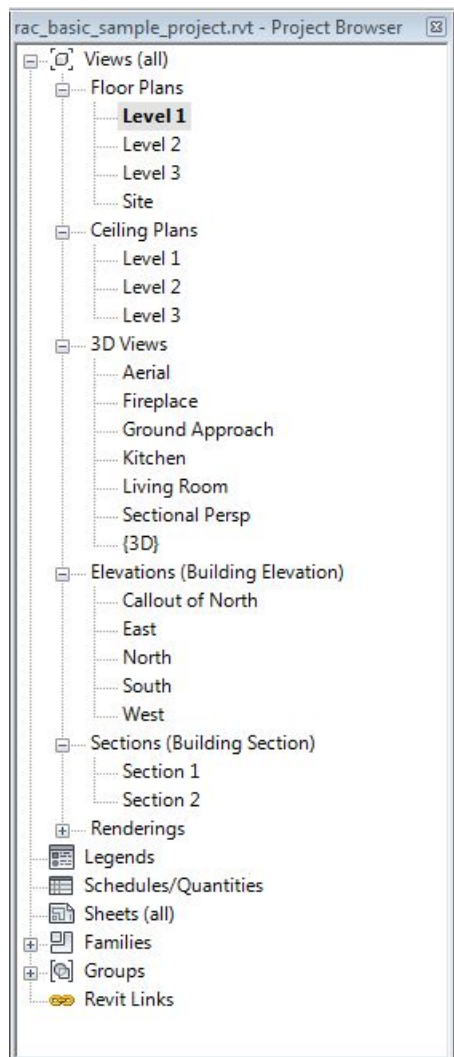 rac_basic_sample_project.rvt - Project Browser
Views (all)
Floor Plans
Level 1
Level 2
Level 3
Site
Ceiling Plans
Level 1
Level 2
Level 3
3D Views
Aerial
Fireplace
Ground Approach
Kitchen
Living Room
Sectional Persp
{3D}
Elevations (Building Elevation)
Callout of North
East
North
South
West
Sections (Building Section)
Section 1
Section 2
Renderings
Legends
Schedules/Quantities
Sheets (all)
Families
Groups
Revit Links